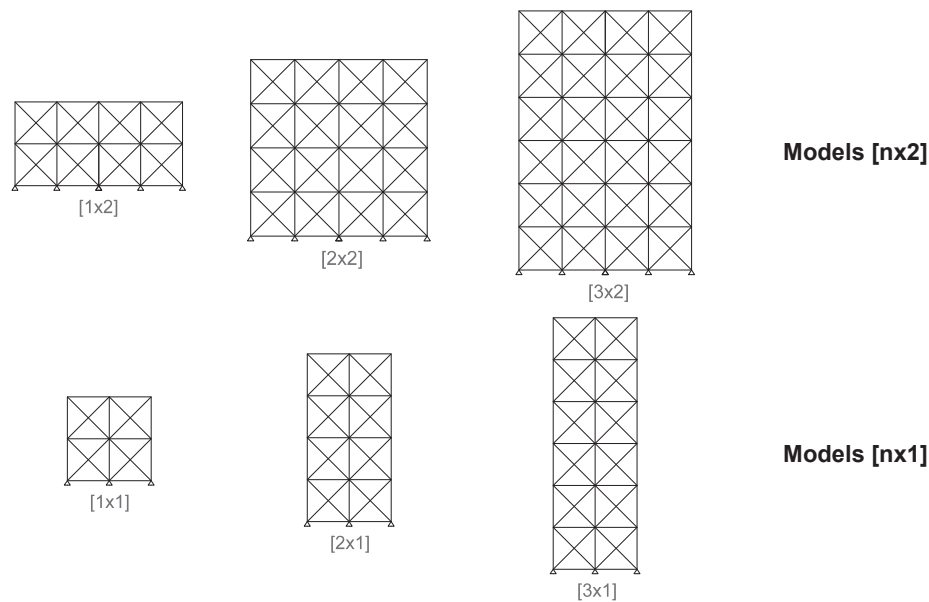 Models [nx2]
[1x2]
[2x2]
[3x2]
Models [nx1]
[1x1]
[2x1]
[3x1]